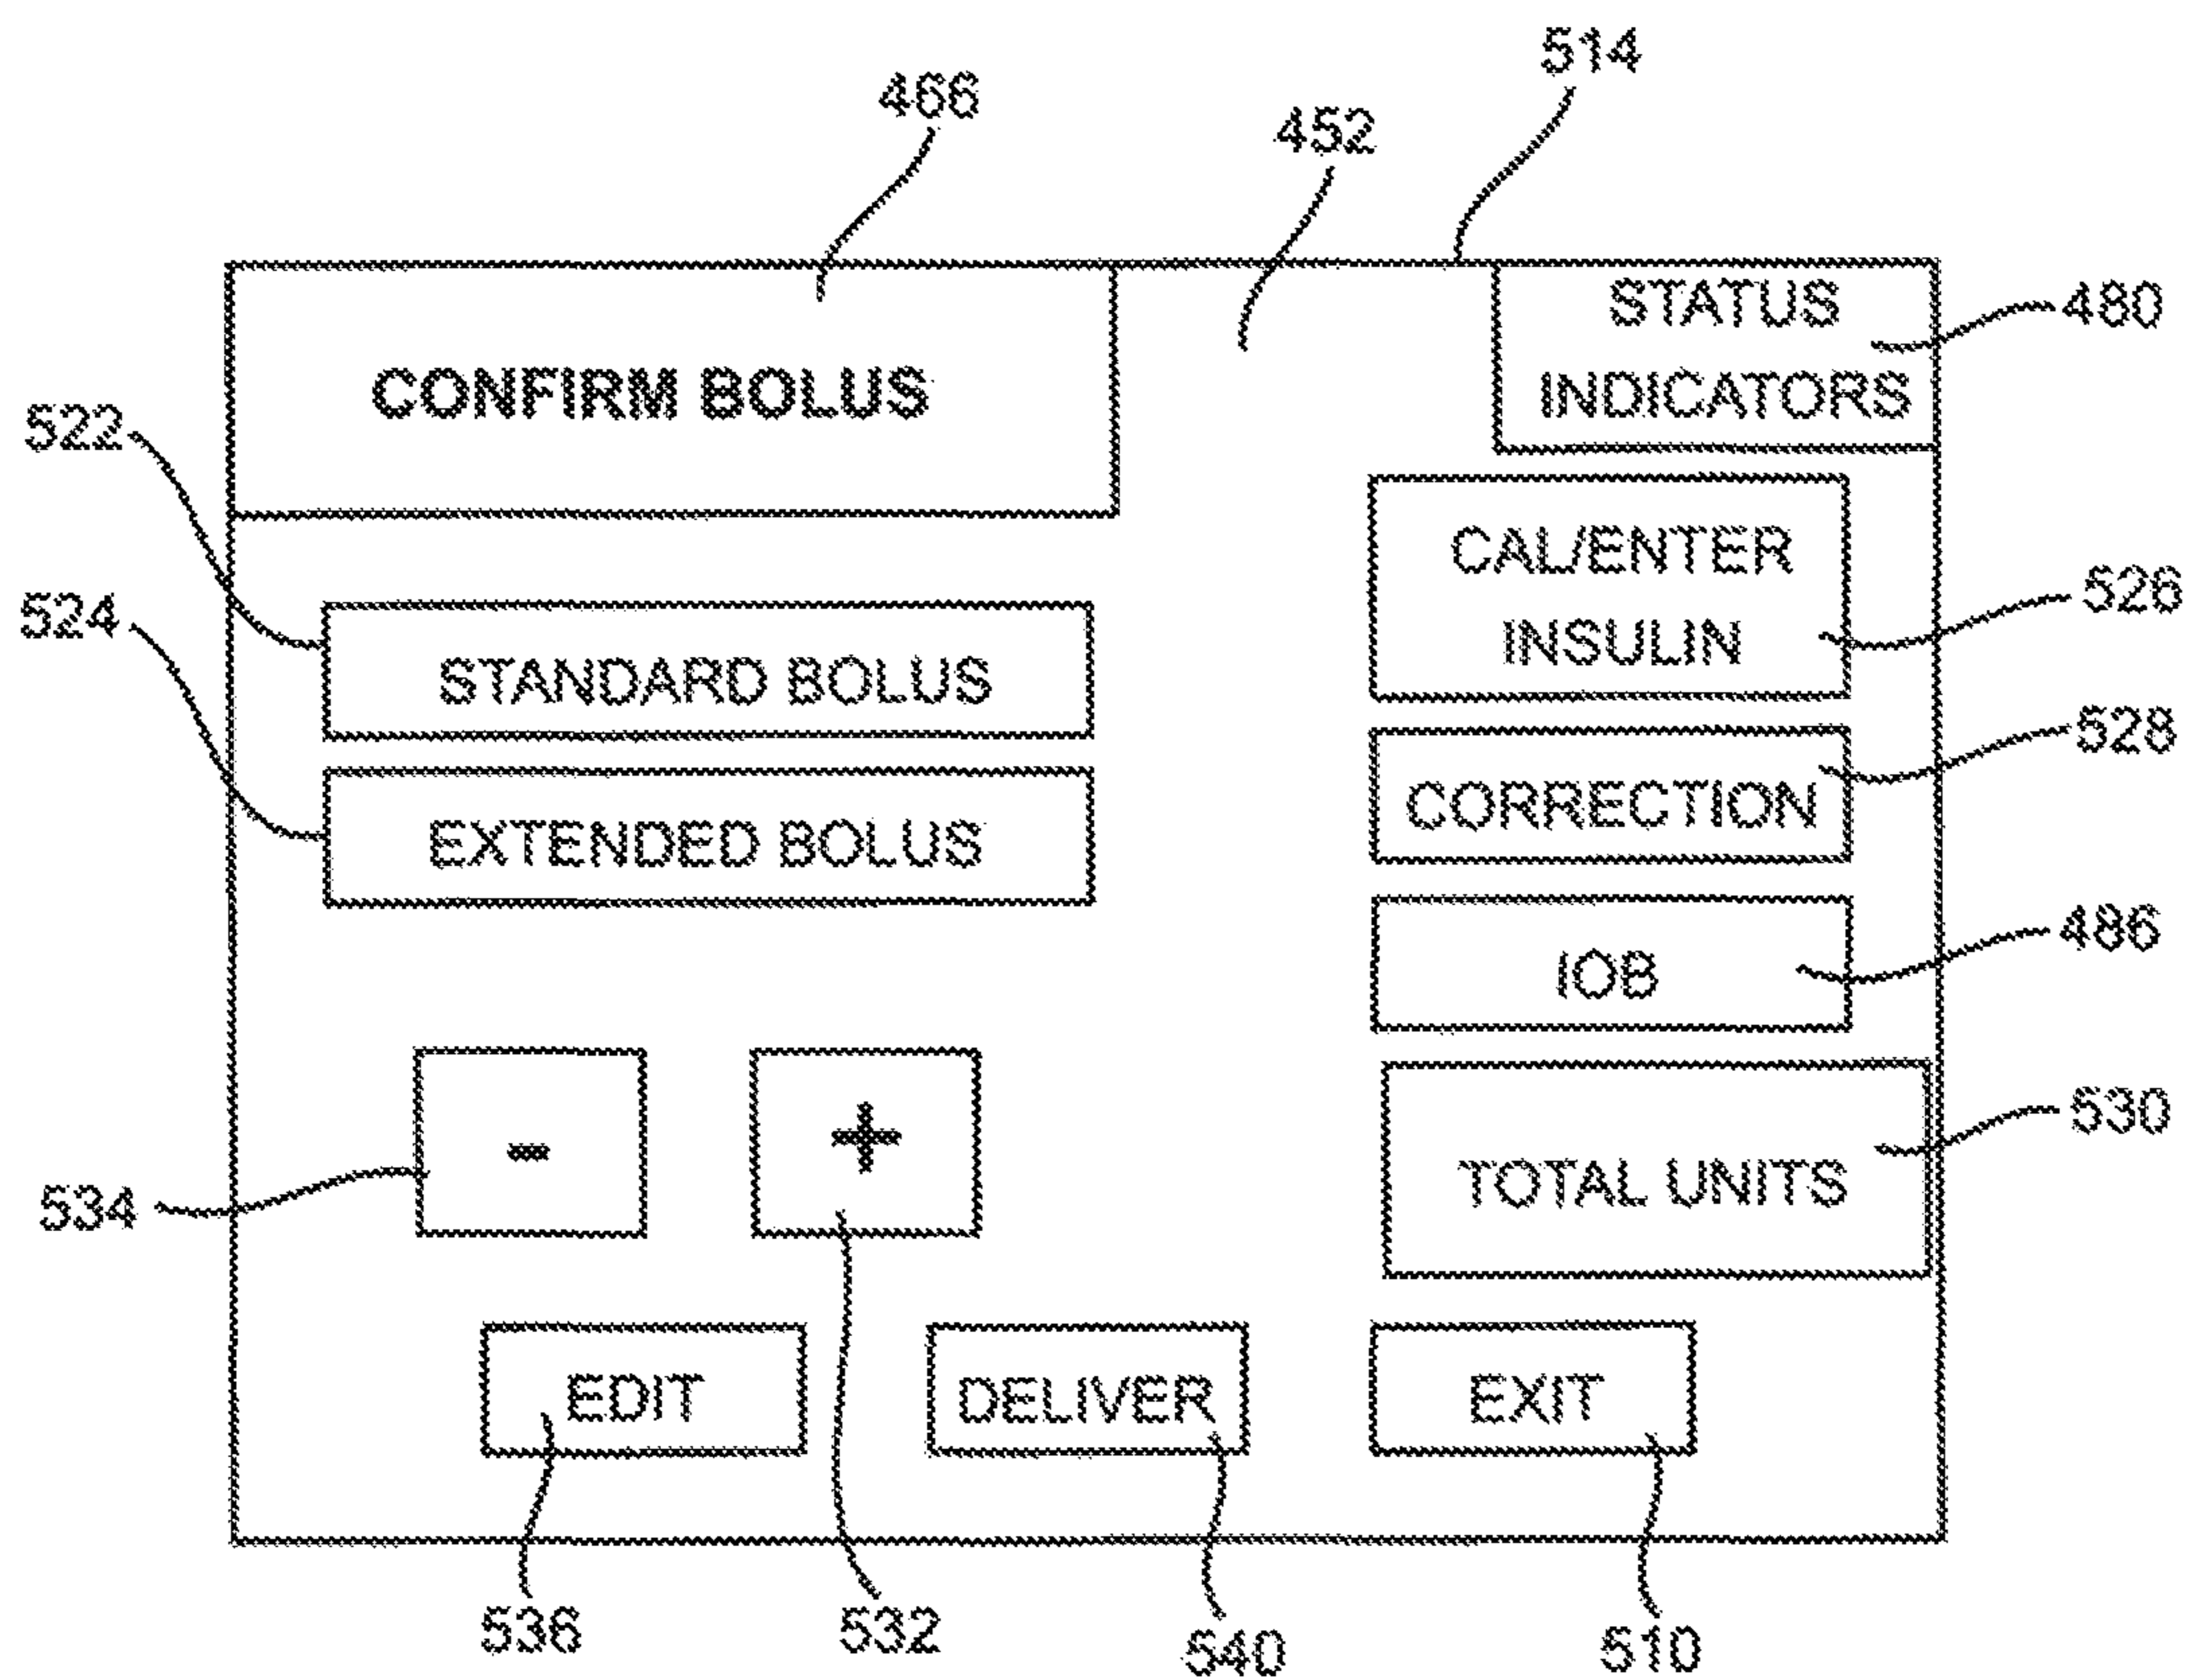 514
466
452
STATUS
INDICATORS
480
CONFIRM BOLUS
522
CAL/ENTER
INSULIN
526
524
STANDARD BOLUS
528
CORRECTION
EXTENDED BOLUS
486
IOB
-
+
530
TOTAL UNITS
534
EDIT
DELIVER
EXIT
536
532
540
510